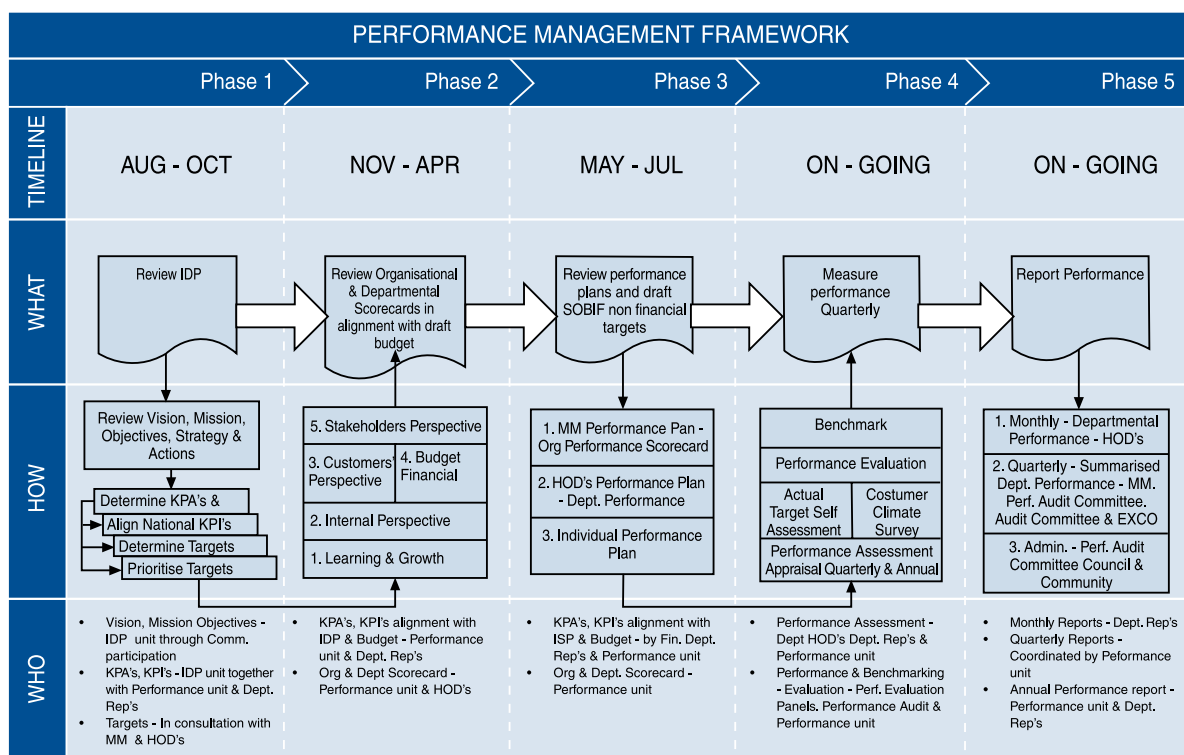 PERFORMANCE MANAGEMENT FRAMEWORK
Phase 1
Phase 2
Phase 3
Phase 4
Phase 5
TIMELINE
AUG - OCT
NOV - APR
MAY - JUL
ON - GOING
ON - GOING
WHAT
Review IDP
Review Organisational
& Departmental
Scorecards in
alignment with draft
budget
Review performance
plans and draft
SOBIF non financial
targets
Measure
performance
Quarterly
Report Performance
HOW
Review Vision, Mission,
Objectives, Strategy &
Actions
Determine KPA's &
Align National KPI's
Determine Targets
Prioritise Targets
5. Stakeholders Perspective
3. Customers'
Perspective
4. Budget
Financial
2. Internal Perspective
1. Learning & Growth
1. MM Performance Pan -
Org Performance Scorecard
2. HOD's Performance Plan
- Dept. Performance
3. Individual Performance
Plan
Benchmark
Performance Evaluation
Actual
Target Self
Assessment
Costumer
Climate
Survey
Performance Assessment
Appraisal Quarterly & Annual
1. Monthly - Departmental
Performance - HOD's
2. Quarterly - Summarised
Dept. Performance - MM.
Perf. Audit Committee.
Audit Committee & EXCO
3. Admin. - Perf. Audit
Committee Council &
Community
WHO
• Vision, Mission Objectives -
IDP unit through Comm.
participation
• KPA's, KPI's - IDP unit together
with Performance unit & Dept.
Rep's
• Targets - In consultation with
MM & HOD's
• KPA's, KPI's alignment with
IDP & Budget - Performance
unit & Dept. Rep's
• Org & Dept Scorecard -
Performance unit & HOD's
• KPA's, KPI's alignment with
ISP & Budget - by Fin. Dept.
Rep's & Performance unit
• Org & Dept. Scorecard -
Performance unit
• Performance Assessment -
Dept HOD's Dept. Rep's &
Performance unit
• Performance & Benchmarking
- Evaluation - Perf. Evaluation
Panels. Performance Audit &
Performance unit
• Monthly Reports - Dept. Rep's
• Quarterly Reports -
Coordinated by Peformance
unit
• Annual Performance report -
Performance unit & Dept.
Rep's